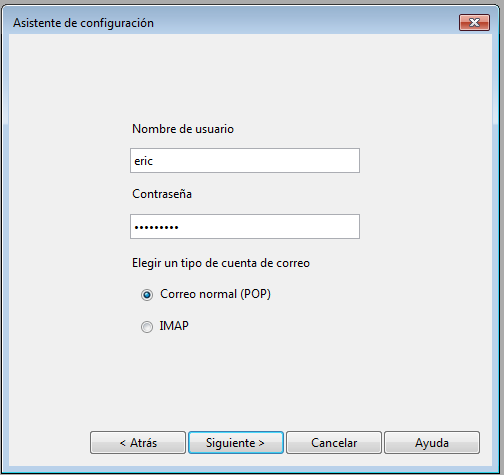 Asistente de configuración
Nombre de usuario
eric
Contraseña
•••••••••
Elegir un tipo de cuenta de correo
Correo normal (POP)
IMAP
< Atrás Siguiente > Cancelar Ayuda